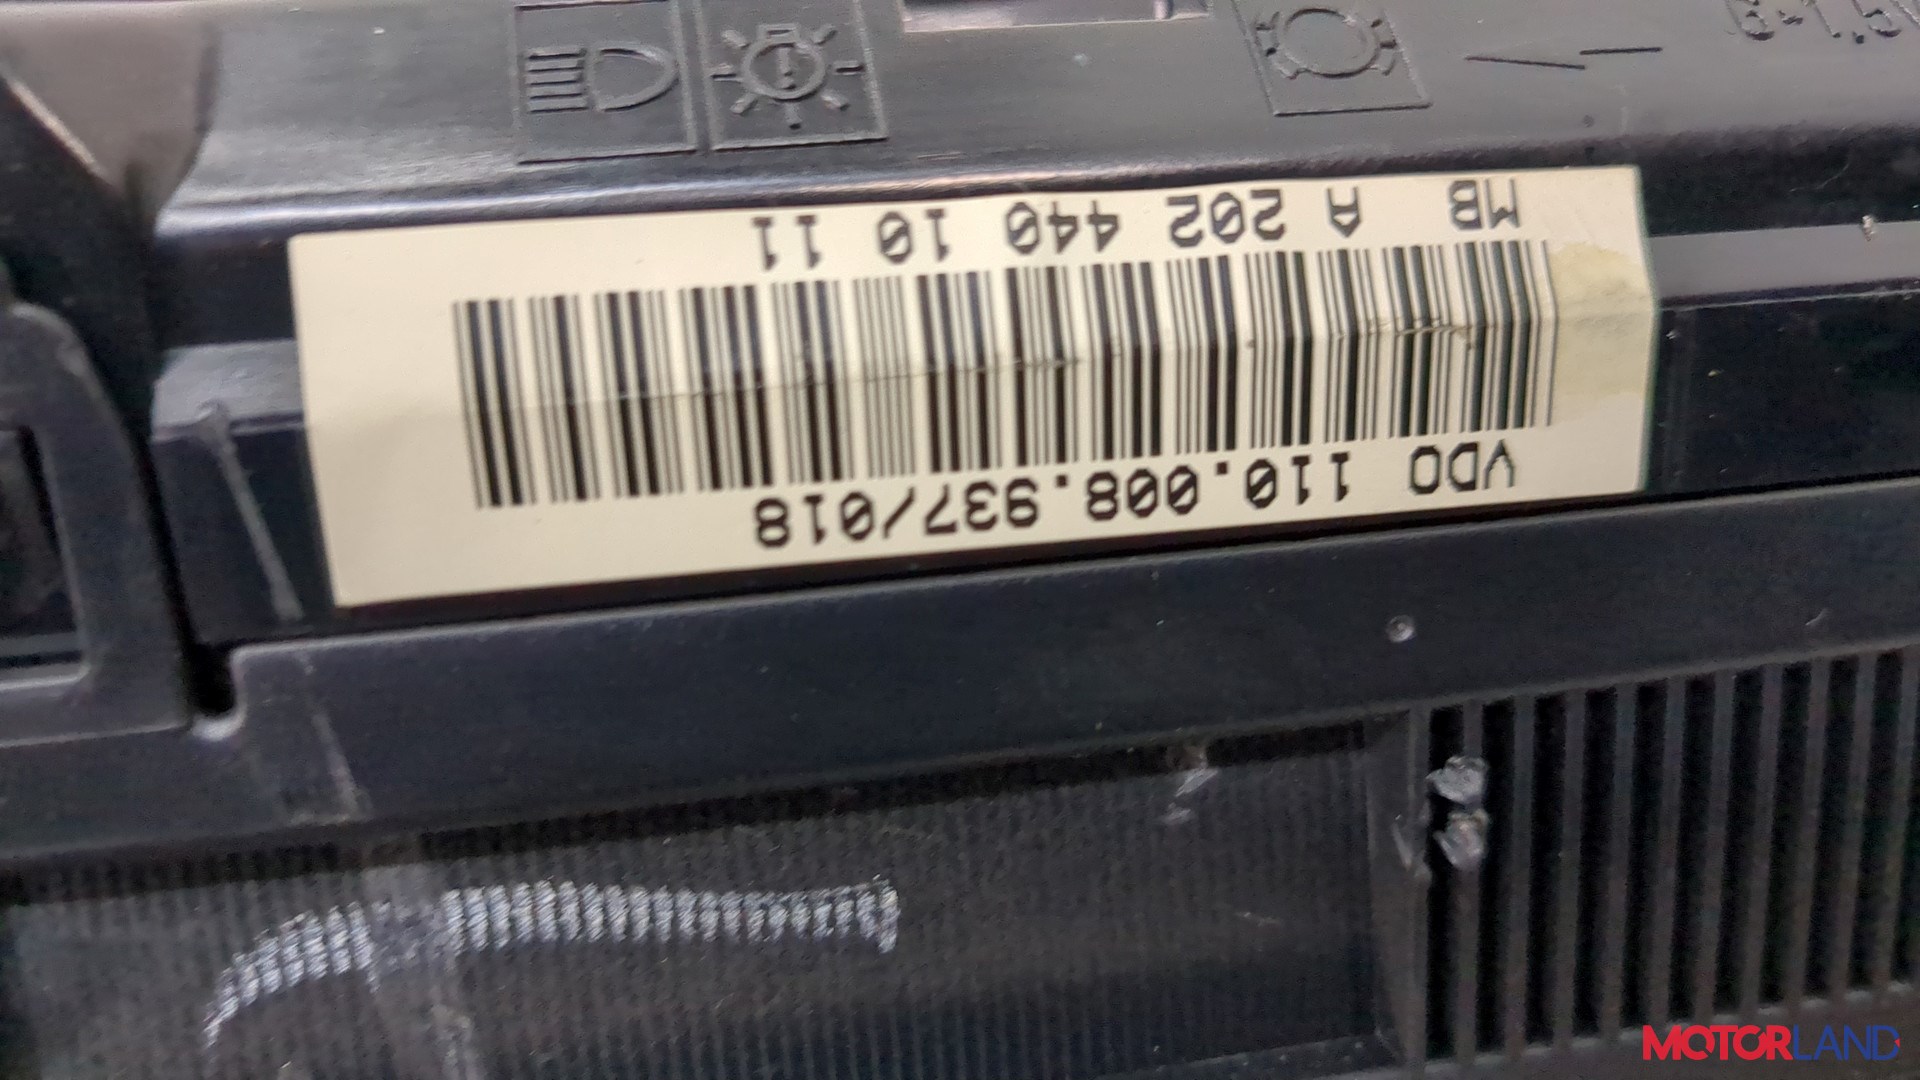 VDO 110.008.937/018
MB A 202 440 10 11
MOTORLAND